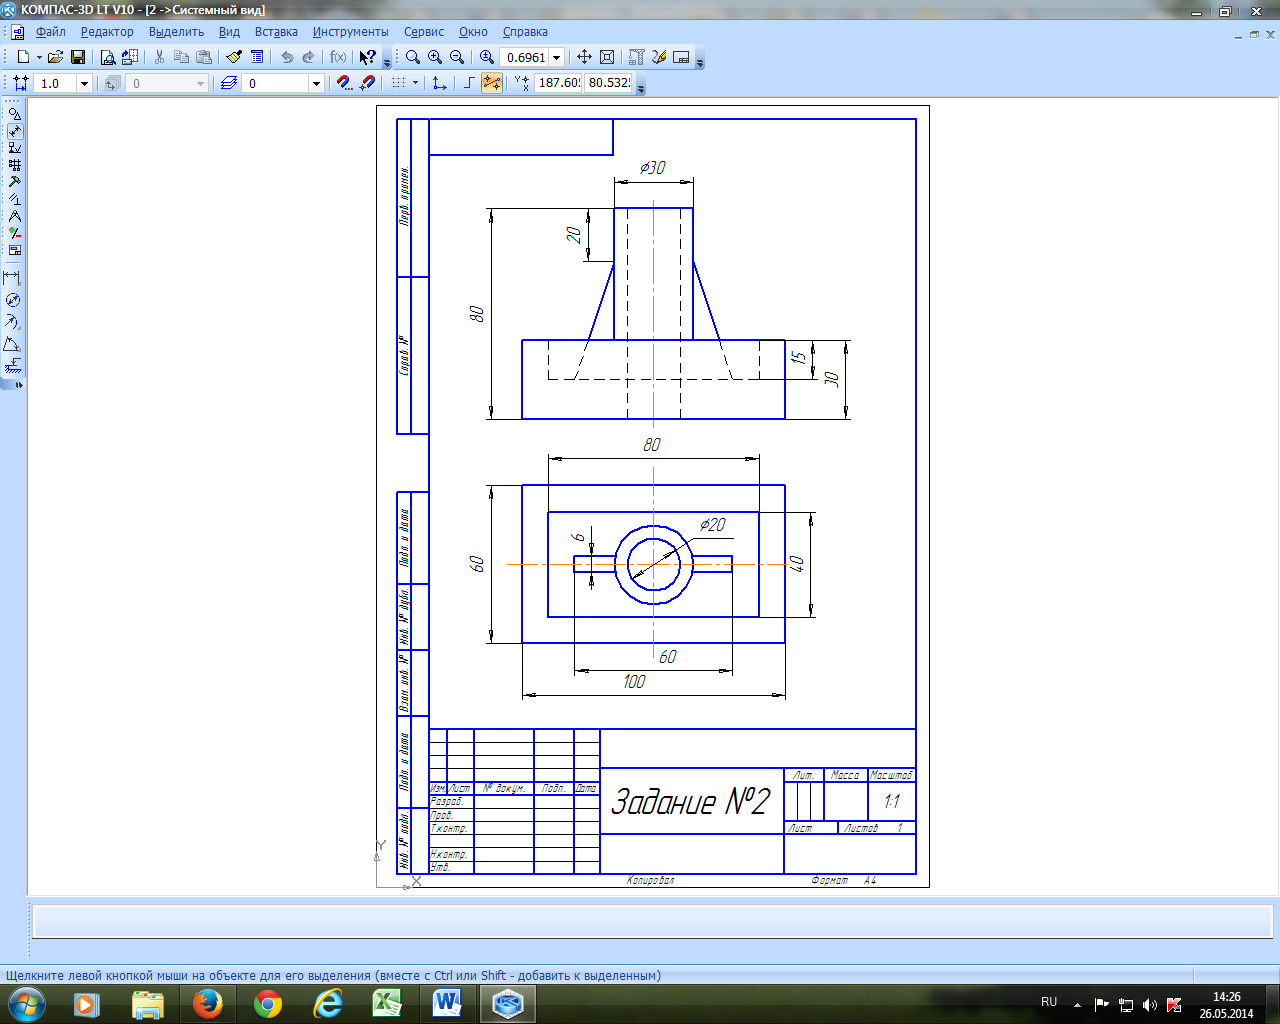 КОМПАС-3D LT V10 - [2 ->Системный вид]
Файл Редактор Выделить Вид Вставка Инструменты Сервис Окно Справка
0.6961
f(x)
1.0 0 0 187.60 80.532
Перв. примен.
Справ. №
Подп. и дата
Инв. № дубл.
Взам. инв. №
Подп. и дата
Инв. № подл.
⌀30
20
80
15
30
80
⌀20
6
60
40
60
100
Изм Лист № докум. Подп. Дата
Разраб.
Пров.
Т.контр.
Н.контр.
Утв.
Задание №2
Лит. Масса Масштаб
1:1
Лист Листов 1
Копировал Формат А4
Y
X
Щелкните левой кнопкой мыши на объекте для его выделения (вместе с Ctrl или Shift - добавить к выделенным)
RU
14:26
26.05.2014